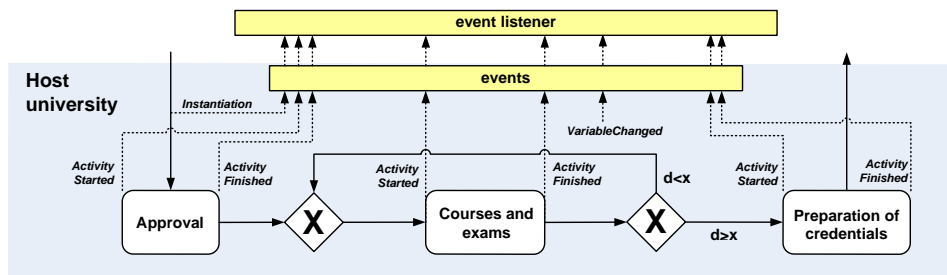 event listener
events
Host
university
Instantiation
VariableChanged
Activity
Started
Activity
Finished
Activity
Started
Activity
Finished
Activity
Started
Activity
Finished
d<x
Approval
X
Courses and
exams
X
d≥x
Preparation of
credentials